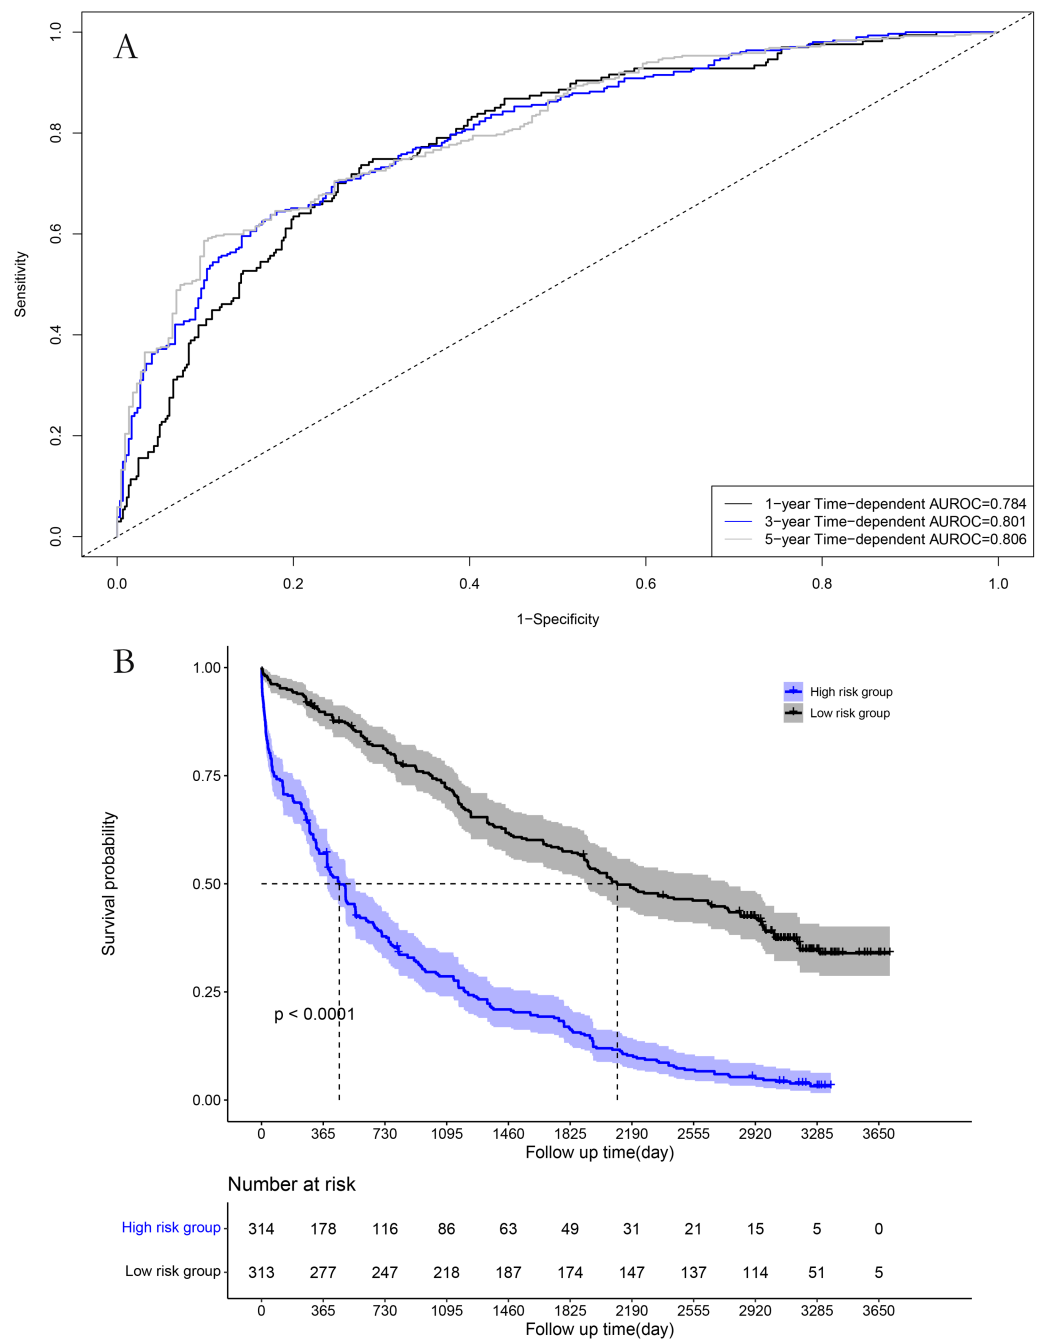 A
1.0
0.8
0.6
0.4
0.2
0.0
Sensitivity
1−year Time−dependent AUROC=0.784
3−year Time−dependent AUROC=0.801
5−year Time−dependent AUROC=0.806
0.0 0.2 0.4 0.6 0.8 1.0
1−Specificity
B
1.00
0.75
0.50
0.25
0.00
Survival probability
High risk group
Low risk group
p < 0.0001
0 365 730 1095 1460 1825 2190 2555 2920 3285 3650
Follow up time(day)
Number at risk
High risk group 314 178 116 86 63 49 31 21 15 5 0
Low risk group 313 277 247 218 187 174 147 137 114 51 5
0 365 730 1095 1460 1825 2190 2555 2920 3285 3650
Follow up time(day)